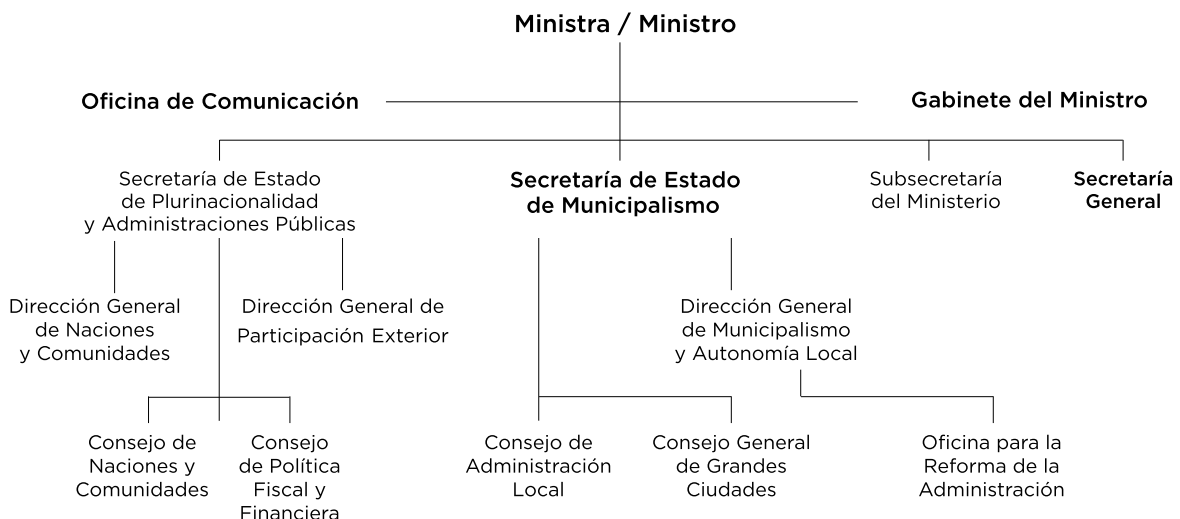 Ministra / Ministro
Oficina de Comunicación
Gabinete del Ministro
Secretaría de Estado
de Plurinacionalidad
y Administraciones Públicas
Secretaría de Estado
de Municipalismo
Subsecretaría
del Ministerio
Secretaría
General
Dirección General
de Naciones
y Comunidades
Dirección General de
Participación Exterior
Dirección General
de Municipalismo
y Autonomía Local
Consejo de
Naciones y
Comunidades
Consejo
de Política
Fiscal y
Financiera
Consejo de
Administración
Local
Consejo General
de Grandes
Ciudades
Oficina para la
Reforma de la
Administración